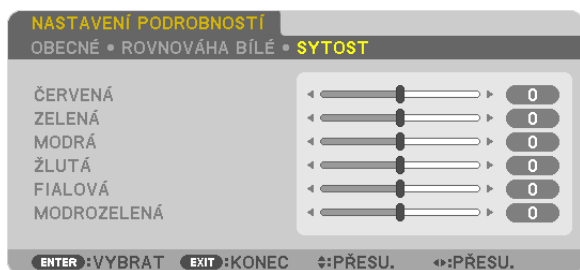 NASTAVENÍ PODROBNOSTÍ
OBECNÉ • ROVNOVÁHA BÍLÉ • SYTOST
ČERVENÁ 0
ZELENÁ 0
MODRÁ 0
ŽLUTÁ 0
FIALOVÁ 0
MODROZELENÁ 0
ENTER:VYBRAT EXIT:KONEC :PŘESU. :PŘESU.